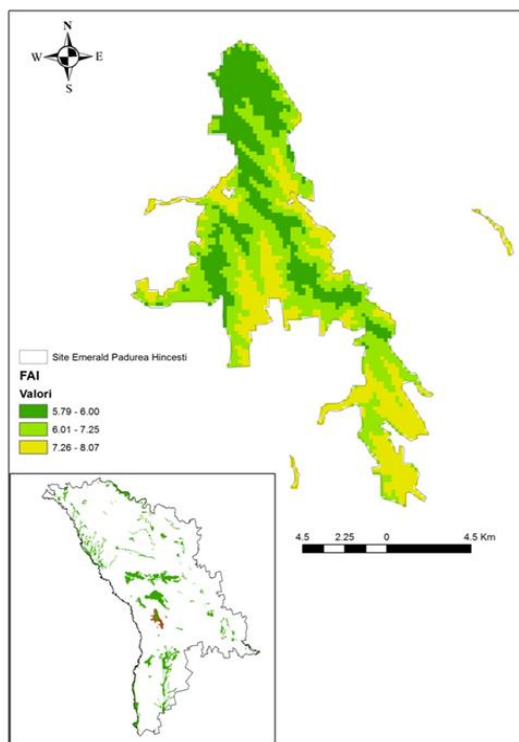 N
W E
S
Site Emerald Padurea Hincesti
FAI
Valori
5.79 - 6.00
6.01 - 7.25
7.26 - 8.07
4.5 2.25 0 4.5 Km